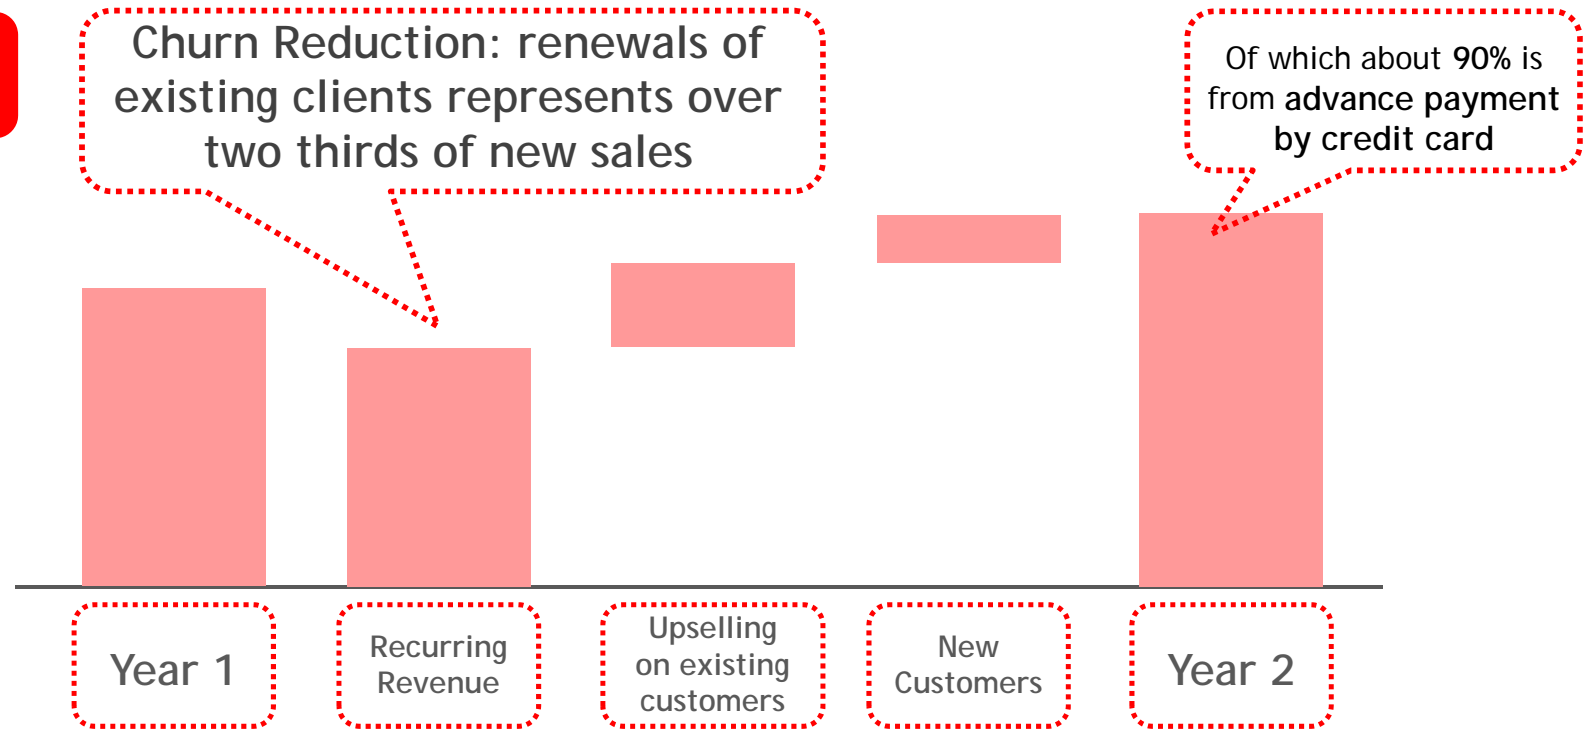 Churn Reduction: renewals of
existing clients represents over
two thirds of new sales
Of which about 90% is
from advance payment
by credit card
Year 1
Recurring
Revenue
Upselling
on existing
customers
New
Customers
Year 2